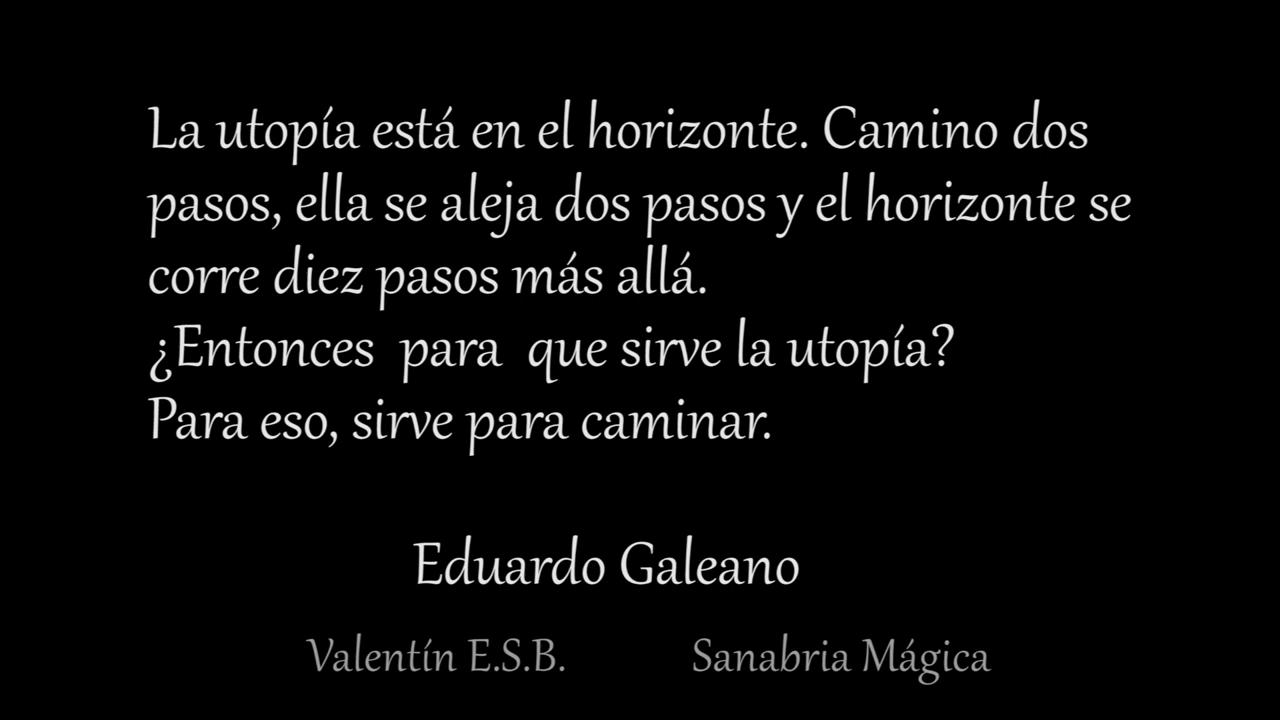 La utopía está en el horizonte. Camino dos
pasos, ella se aleja dos pasos y el horizonte se
corre diez pasos más allá.
¿Entonces para que sirve la utopía?
Para eso, sirve para caminar.
Eduardo Galeano
Valentín E.S.B. Sanabria Mágica